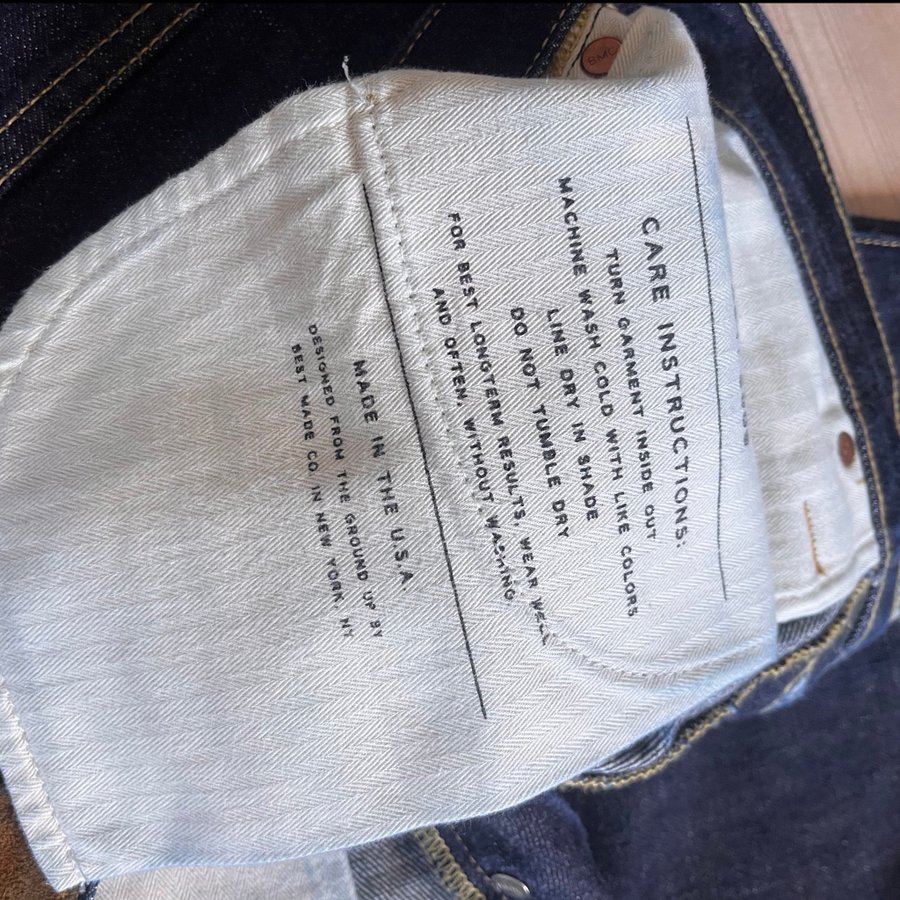 CARE INSTRUCTIONS:
TURN GARMENT INSIDE OUT
MACHINE WASH COLD WITH LIKE COLORS
LINE DRY IN SHADE
DO NOT TUMBLE DRY
FOR BEST LONGTERM RESULTS, WEAR WELL
AND OFTEN, WITHOUT WASHING.
MADE IN THE U.S.A.
DESIGNED FROM THE GROUND UP BY
BEST MADE CO. IN NEW YORK, NY
BMC